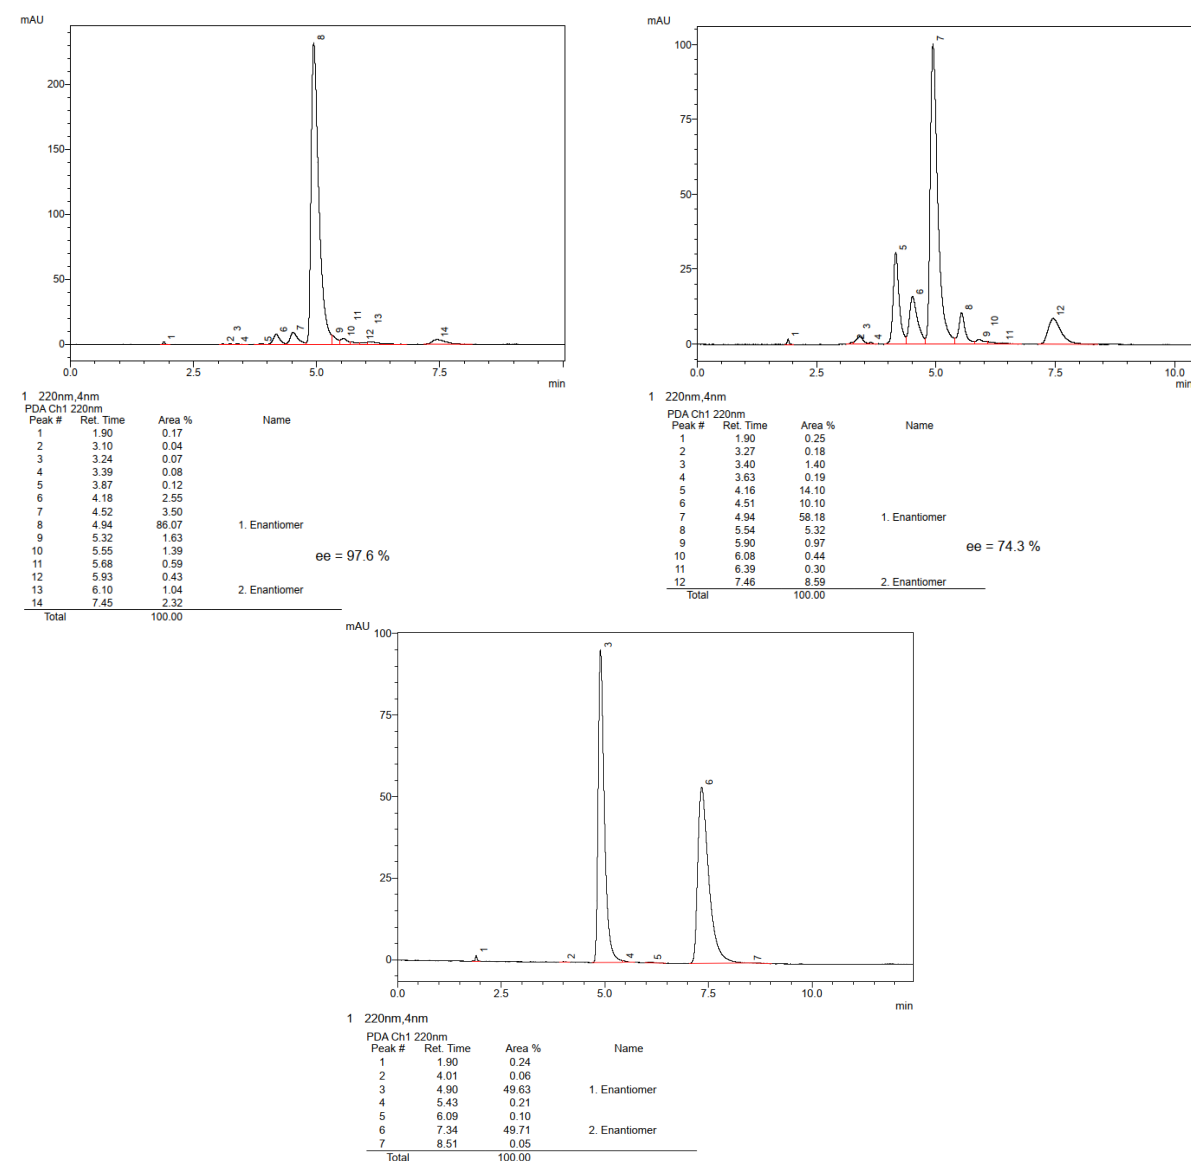 mAU
8
200
150
100
50
0
1 2 3 4 5 6 7 9 10 11 12 13 14
0.0 2.5 5.0 7.5
min
1 220nm,4nm
PDA Ch1 220nm
Peak # Ret. Time Area % Name
1 1.90 0.17
2 3.10 0.04
3 3.24 0.07
4 3.39 0.08
5 3.87 0.12
6 4.18 2.55
7 4.52 3.50
8 4.94 86.07 1. Enantiomer
9 5.32 1.63
10 5.55 1.39
11 5.68 0.59
12 5.93 0.43
13 6.10 1.04 2. Enantiomer
14 7.45 2.32
Total 100.00
ee = 97.6 %
mAU
100
7
75
50
25
0
1 2 3 4 5 6 8 9 10 11 12
0.0 2.5 5.0 7.5 10.0
min
1 220nm,4nm
PDA Ch1 220nm
Peak # Ret. Time Area % Name
1 1.90 0.25
2 3.27 0.18
3 3.40 1.40
4 3.63 0.19
5 4.16 14.10
6 4.51 10.10
7 4.94 58.18 1. Enantiomer
8 5.54 5.32
9 5.90 0.97
10 6.08 0.44
11 6.39 0.30
12 7.46 8.59 2. Enantiomer
Total 100.00
ee = 74.3 %
mAU
100
3
75
50
6
25
0
1 2 4 5 7
0.0 2.5 5.0 7.5 10.0
min
1 220nm,4nm
PDA Ch1 220nm
Peak # Ret. Time Area % Name
1 1.90 0.24
2 4.01 0.06
3 4.90 49.63 1. Enantiomer
4 5.43 0.21
5 6.09 0.10
6 7.34 49.71 2. Enantiomer
7 8.51 0.05
Total 100.00